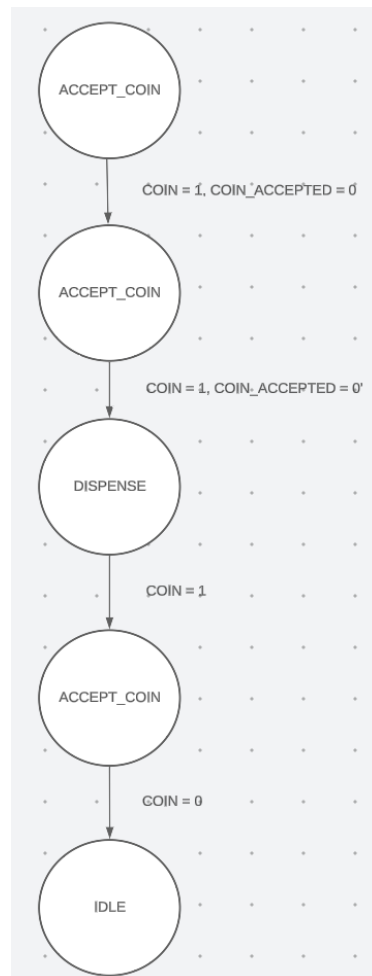 ACCEPT_COIN
COIN = 1, COIN_ACCEPTED = 0
ACCEPT_COIN
COIN = 1, COIN_ACCEPTED = 0'
DISPENSE
COIN = 1
ACCEPT_COIN
COIN = 0
IDLE